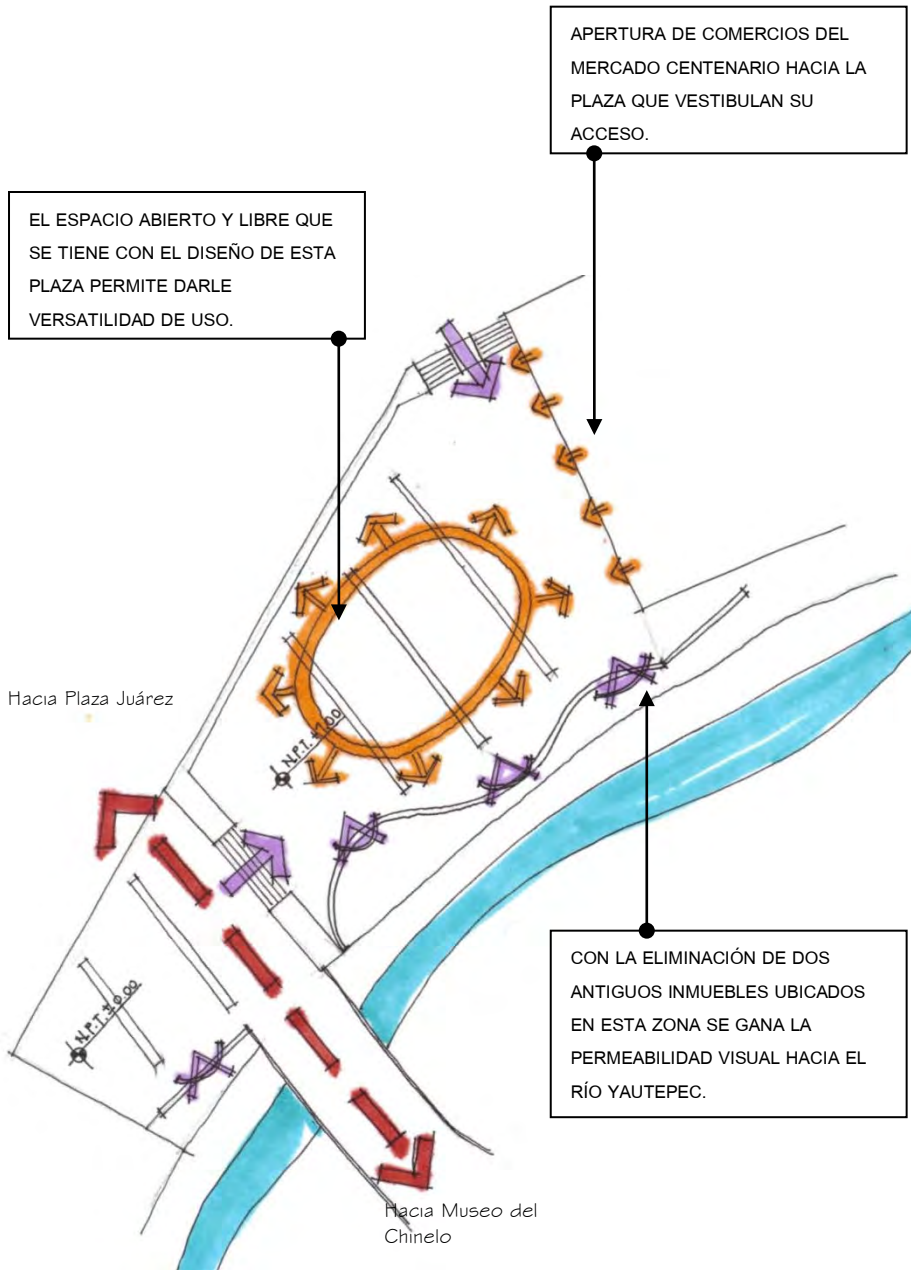 APERTURA DE COMERCIOS DEL
MERCADO CENTENARIO HACIA LA
PLAZA QUE VESTIBULAN SU
ACCESO.
EL ESPACIO ABIERTO Y LIBRE QUE
SE TIENE CON EL DISEÑO DE ESTA
PLAZA PERMITE DARLE
VERSATILIDAD DE USO.
Hacia Plaza Juárez
N.P.T. +1.00
N.P.T. ±0.00
CON LA ELIMINACIÓN DE DOS
ANTIGUOS INMUEBLES UBICADOS
EN ESTA ZONA SE GANA LA
PERMEABILIDAD VISUAL HACIA EL
RÍO YAUTEPEC.
Hacia Museo del
Chinelo